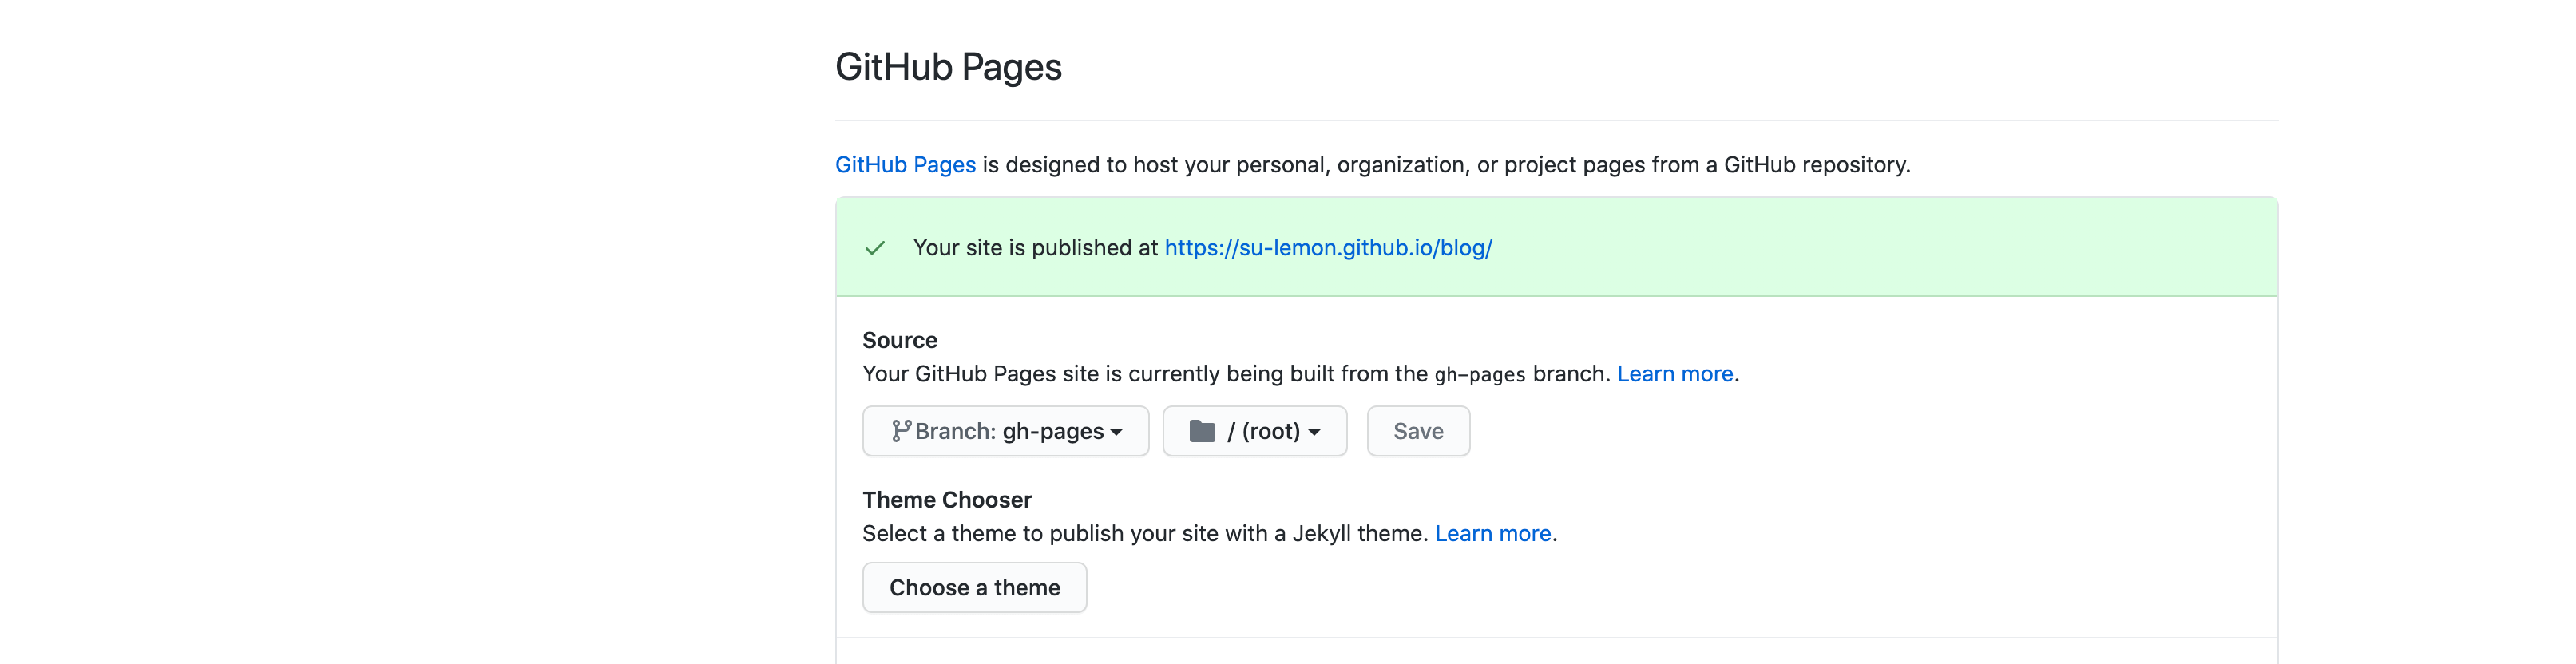 GitHub Pages
GitHub Pages is designed to host your personal, organization, or project pages from a GitHub repository.
Your site is published at https://su-lemon.github.io/blog/
Source
Your GitHub Pages site is currently being built from the gh-pages branch. Learn more.
Branch: gh-pages / (root) Save
Theme Chooser
Select a theme to publish your site with a Jekyll theme. Learn more.
Choose a theme